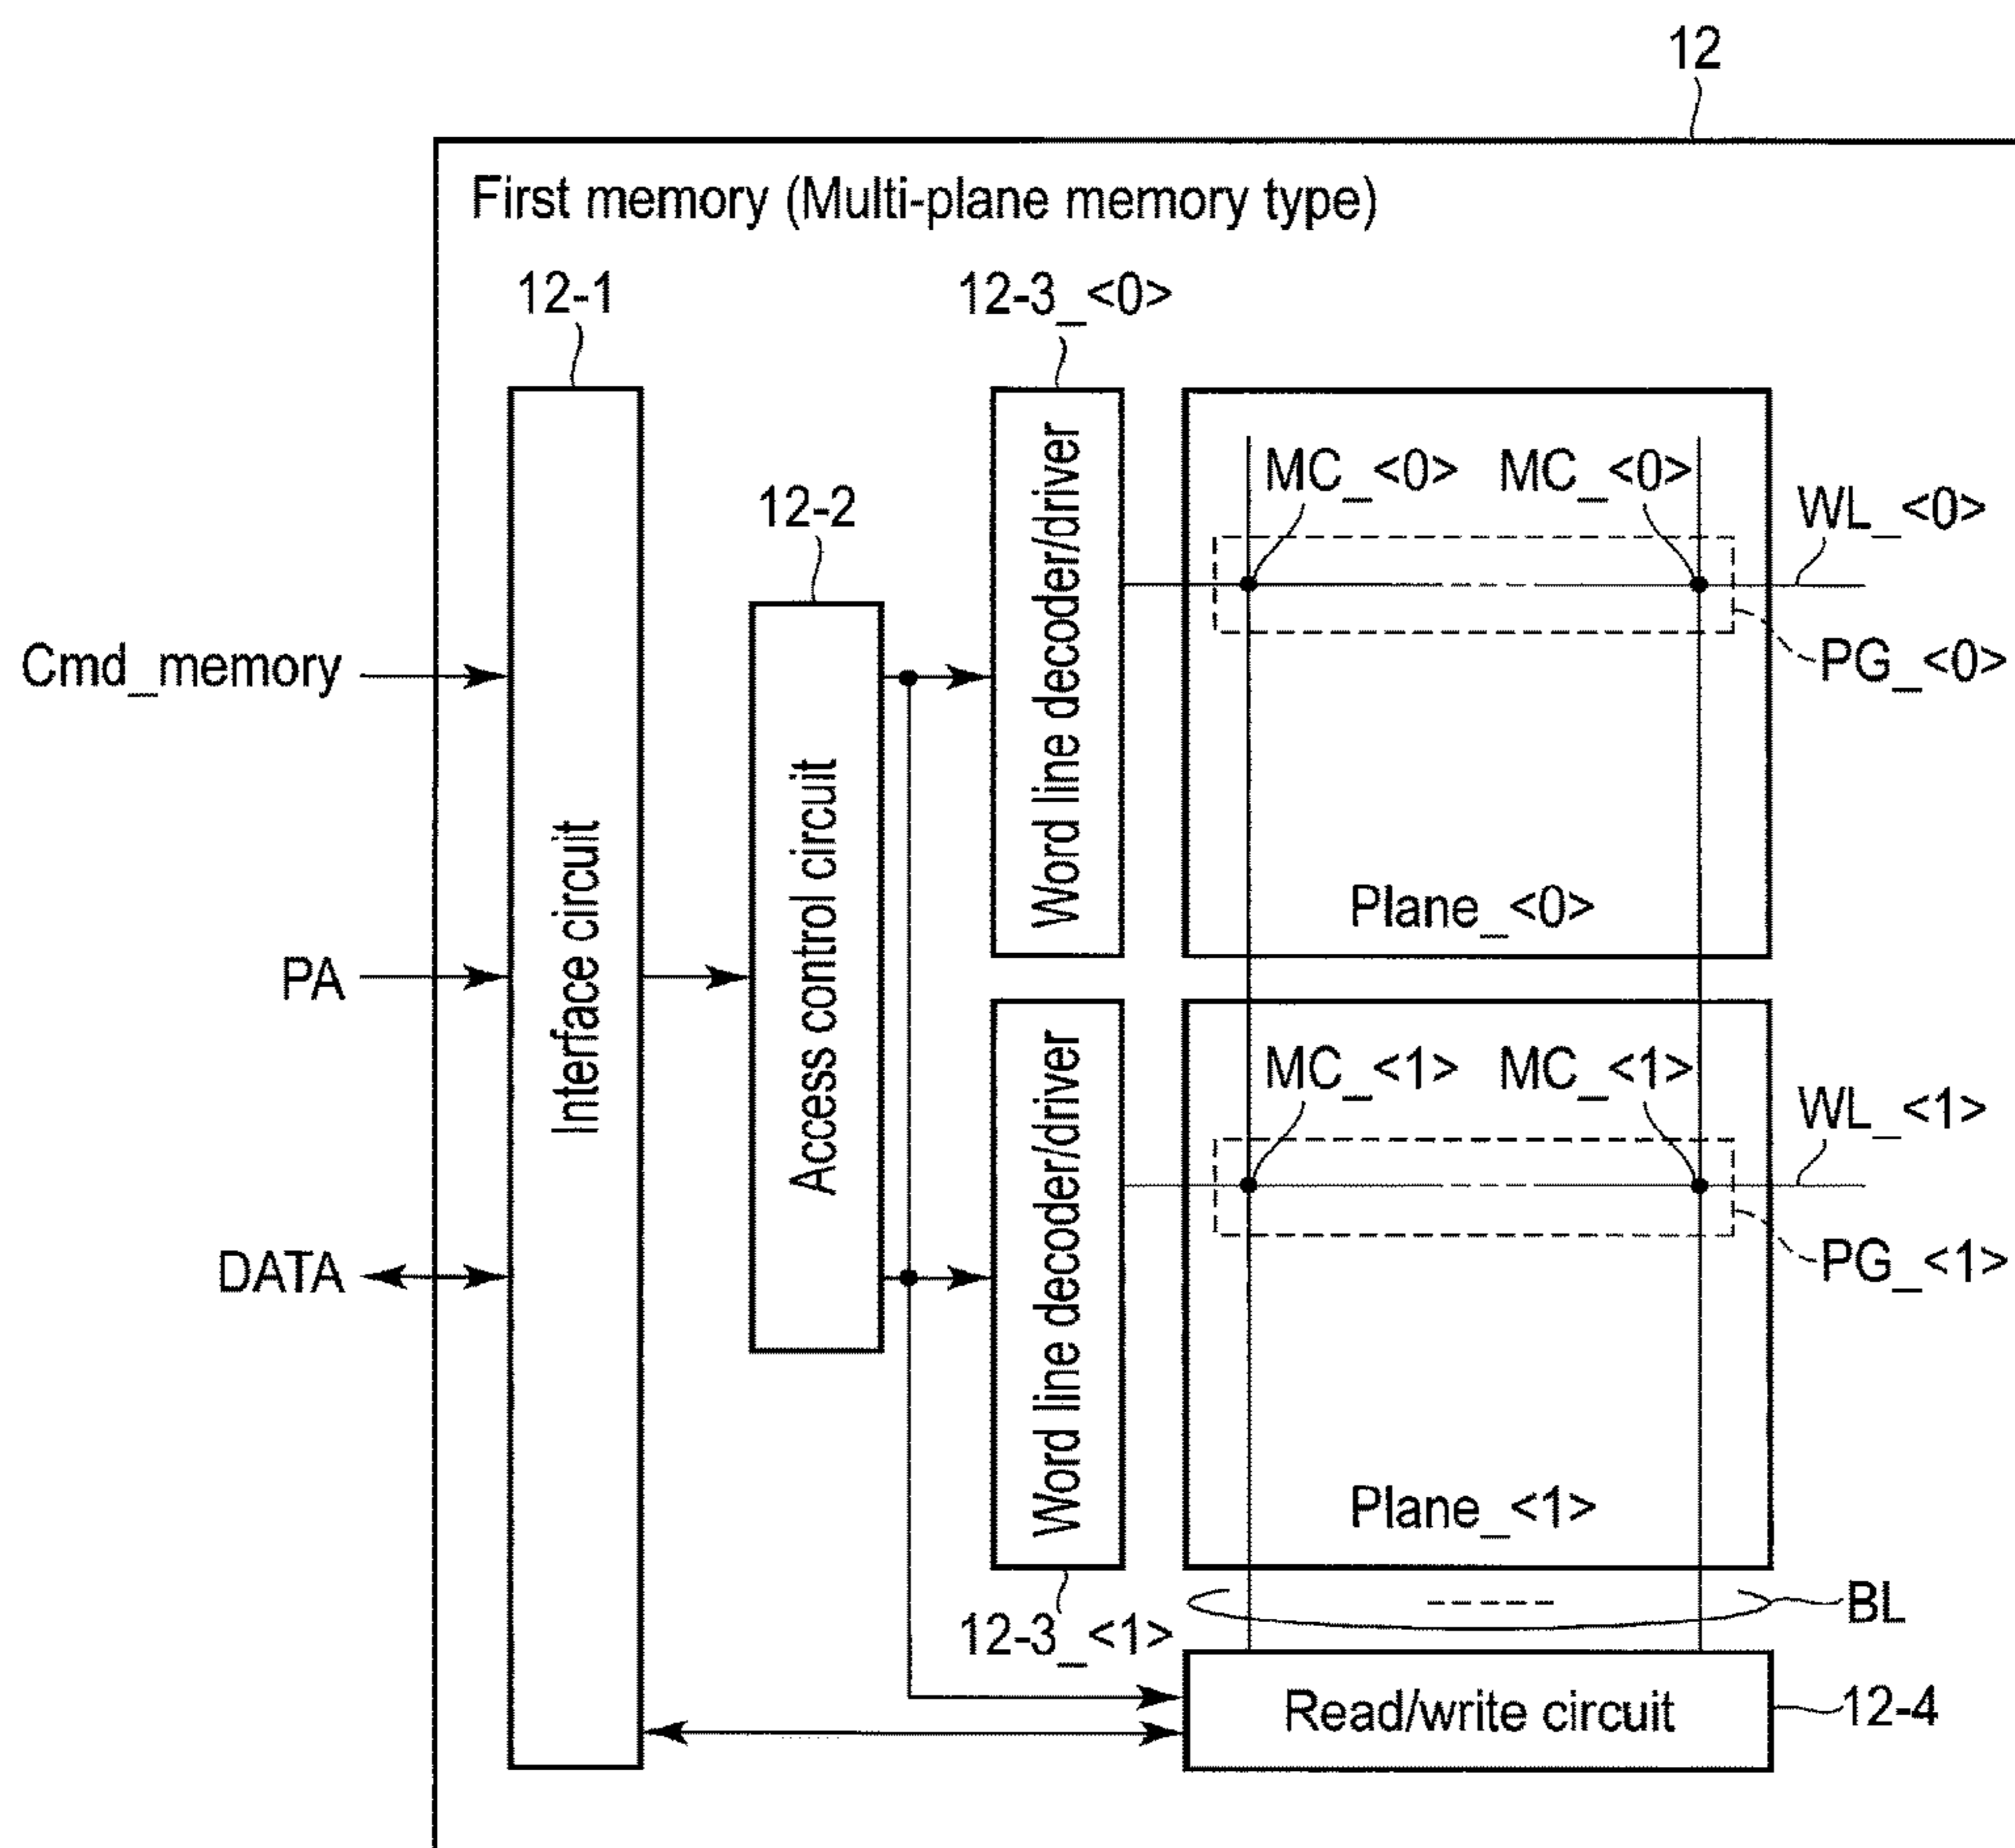 12
First memory (Multi-plane memory type)
12-1
12-3_<0>
12-2
Cmd_memory
PA
DATA
Interface circuit
Access control circuit
Word line decoder/driver
MC_<0>
MC_<0>
WL_<0>
PG_<0>
Plane_<0>
Word line decoder/driver
MC_<1>
MC_<1>
WL_<1>
PG_<1>
Plane_<1>
12-3_<1>
BL
Read/write circuit
12-4